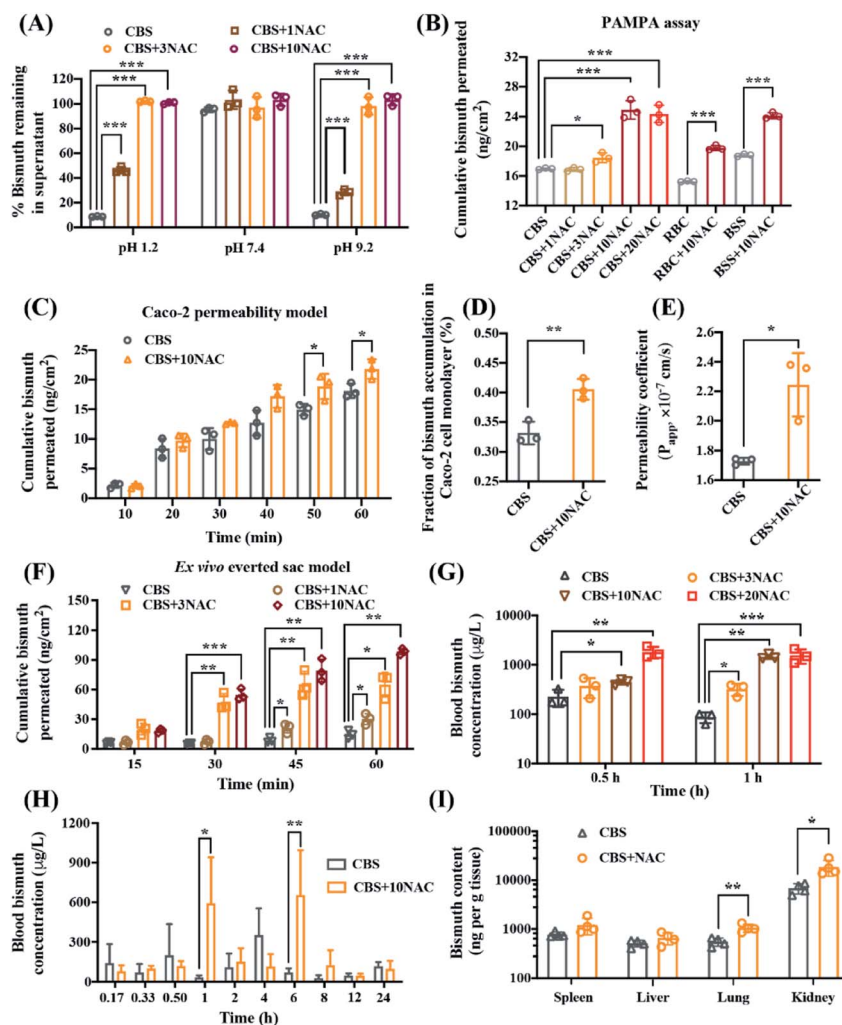 (A)
CBS
CBS+1NAC
CBS+3NAC
CBS+10NAC
% Bismuth remaining
in supernatant
120
100
80
60
40
20
0
***
***
***
***
***
***
pH 1.2
pH 7.4
pH 9.2
(B)
PAMPA assay
Cumulative bismuth permeated
(ng/cm²)
28
24
20
16
12
***
***
*
***
***
CBS
CBS+1NAC
CBS+3NAC
CBS+10NAC
CBS+20NAC
RBC
RBC+10NAC
BSS
BSS+10NAC
(C)
Caco-2 permeability model
CBS
CBS+10NAC
Cumulative bismuth
permeated (ng/cm²)
25
20
15
10
5
0
*
*
10
20
30
40
50
60
Time (min)
(D)
Fraction of bismuth accumulation in
Caco-2 cell monolayer (%)
0.50
0.45
0.40
0.35
0.30
0.25
**
CBS
CBS+10NAC
(E)
Permeability coefficient
(Papp, ×10⁻⁷ cm/s)
2.6
2.4
2.2
2.0
1.8
1.6
*
CBS
CBS+10NAC
(F)
Ex vivo everted sac model
CBS
CBS+1NAC
CBS+3NAC
CBS+10NAC
Cumulative bismuth
permeated (ng/cm²)
150
120
90
60
30
0
***
**
**
**
*
**
*
*
15
30
45
60
Time (min)
(G)
CBS
CBS+3NAC
CBS+10NAC
CBS+20NAC
Blood bismuth
concentration (μg/L)
10000
1000
100
10
**
*
***
**
*
0.5 h
1 h
Time (h)
(H)
Blood bismuth
concentration (μg/L)
1200
900
600
300
0
*
**
CBS
CBS+10NAC
0.17
0.33
0.50
1
2
4
6
8
12
24
Time (h)
(I)
CBS
CBS+NAC
Bismuth content
(ng per g tissue)
100000
10000
1000
100
**
*
Spleen
Liver
Lung
Kidney